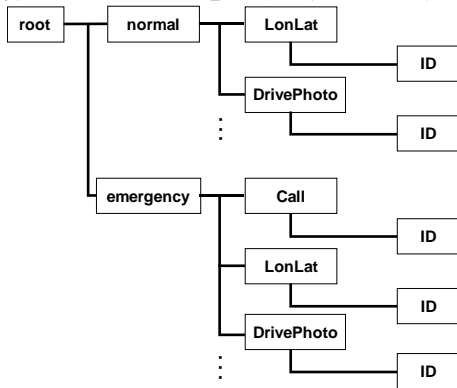 root
normal
LonLat
ID
DrivePhoto
ID
emergency
Call
ID
LonLat
ID
DrivePhoto
ID